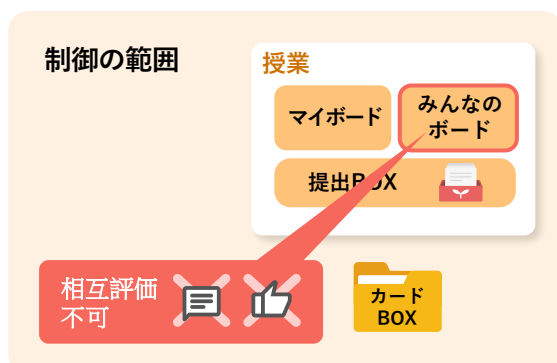 制御の範囲
授業
マイボード
みんなの
ボード
提出BOX
相互評価
不可
カード
BOX